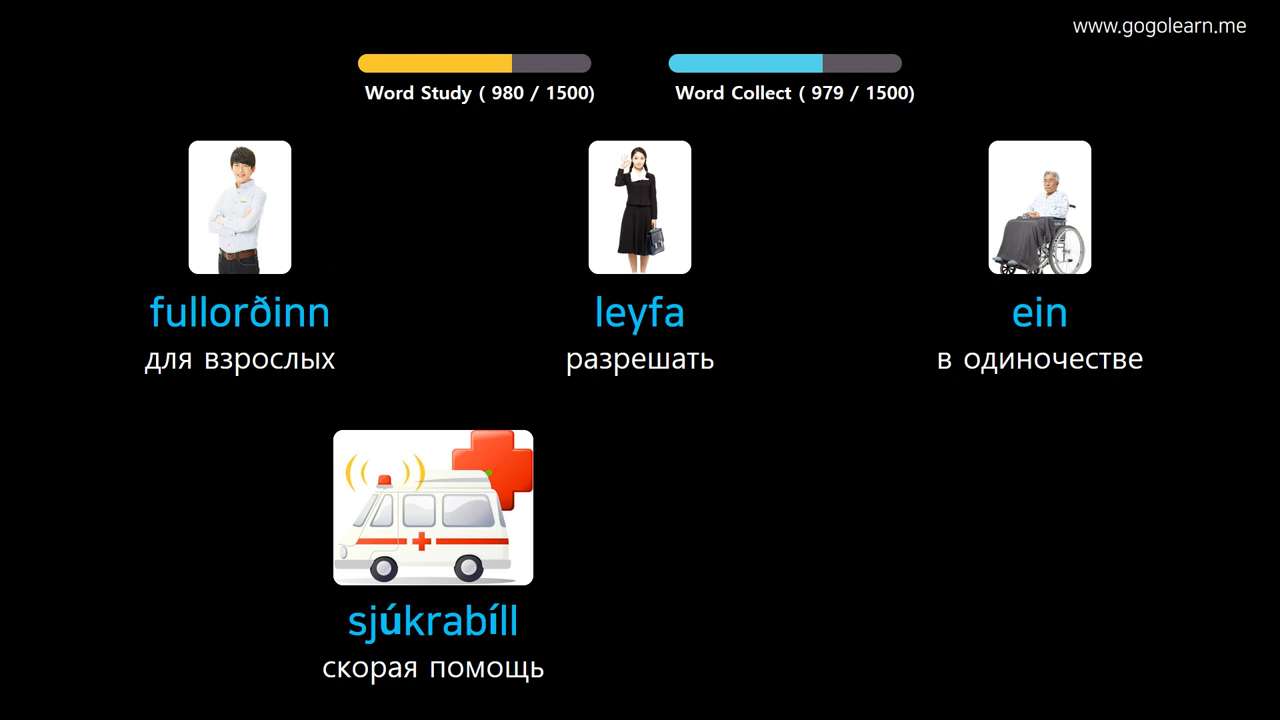 www.gogolearn.me
Word Study ( 980 / 1500)
Word Collect ( 979 / 1500)
fullorðinn
для взрослых
leyfa
разрешать
ein
в одиночестве
sjúkrabíll
скорая помощь